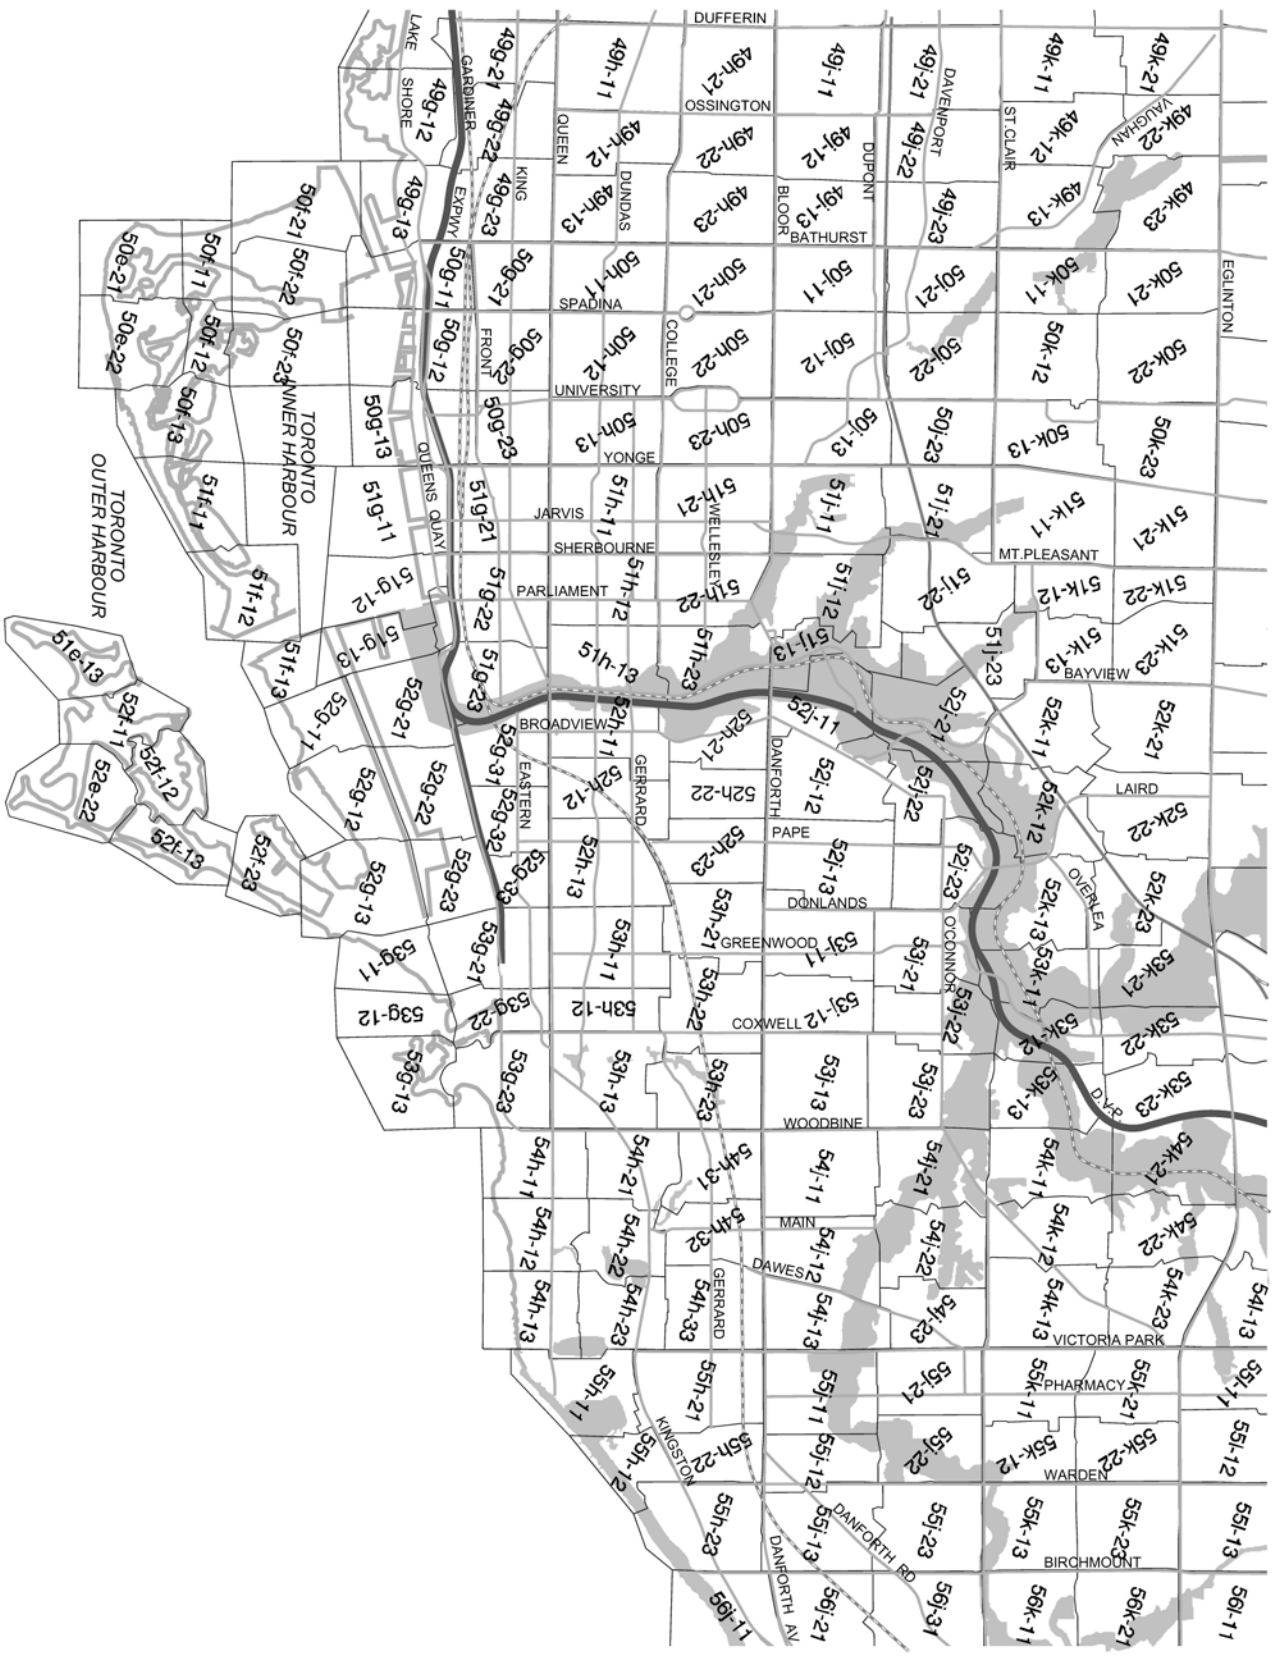 DUFFERIN
LAKE
SHORE
GARDINER
EXPWY
49g-21
49h-11
49h-21
49j-11
49j-21
DAVENPORT
49k-11
49k-21
49g-12
49g-22
OSSINGTON
ST.CLAIR
VAUGHAN
49k-22
QUEEN
49h-12
49h-22
49j-12
DUPONT
49j-22
49k-12
KING
DUNDAS
BLOOR
50f-21
49g-13
49g-23
49h-13
49h-23
49j-13
49j-23
49k-13
49k-23
BATHURST
50e-21
50f-11
50f-22
50g-11
50g-21
50h-11
50h-21
50j-11
50j-21
50k-11
50k-21
EGLINTON
SPADINA
50e-22
50f-12
50f-23
50g-12
FRONT
50g-22
50h-12
COLLEGE
50h-22
50j-12
50j-22
50k-12
50k-22
UNIVERSITY
50f-13
TORONTO
INNER HARBOUR
50g-13
50g-23
50h-13
50h-23
50j-13
50j-23
50k-13
50k-23
YONGE
QUEENS QUAY
TORONTO
OUTER HARBOUR
51f-11
51g-11
51g-21
51h-11
51h-21
51j-11
51j-21
51k-11
51k-21
JARVIS
WELLESLEY
SHERBOURNE
MT.PLEASANT
51f-12
51g-12
51g-22
PARLIAMENT
51h-12
51h-22
51j-12
51j-22
51k-12
51k-22
51e-13
51f-13
51g-13
51g-23
51h-13
51h-23
51j-13
51j-23
51k-13
51k-23
BAYVIEW
52f-11
52g-11
52g-21
BROADVIEW
52h-11
52h-21
52j-11
52j-21
52k-11
52k-21
52e-22
52f-12
52g-12
52g-22
52g-31
52g-32
EASTERN
52h-12
GERRARD
52h-22
DANFORTH
52j-12
52j-22
52k-12
LAIRD
52k-22
PAPE
52f-13
52f-23
52g-13
52g-23
52g-33
52h-13
52h-23
52j-13
52j-23
52k-13
OVERLEA
52k-23
DONLANDS
O'CONNOR
53g-11
53g-21
53h-11
53h-21
GREENWOOD
53j-11
53j-21
53k-11
53k-21
53g-12
53g-22
53h-12
53h-22
COXWELL
53j-12
53j-22
53k-12
53k-22
53g-13
53g-23
53h-13
53h-23
53j-13
53j-23
53k-13
D.V.P.
53k-23
WOODBINE
54h-11
54h-21
54h-31
54j-11
54j-21
54k-11
54k-21
MAIN
54h-12
54h-22
54h-32
54j-12
54j-22
54k-12
54k-22
DAWES
54h-13
54h-23
54h-33
GERRARD
54j-13
54j-23
54k-13
54k-23
54l-13
VICTORIA PARK
55h-11
55h-21
55j-11
55j-21
55k-11
PHARMACY
55k-21
55l-11
55h-12
KINGSTON
55h-22
55j-12
55j-22
55k-12
55k-22
55l-12
WARDEN
55h-23
55j-13
DANFORTH RD
55j-23
55k-13
55k-23
55l-13
BIRCHMOUNT
DANFORTH AV
56j-11
56j-21
56j-31
56k-11
56k-21
56l-11